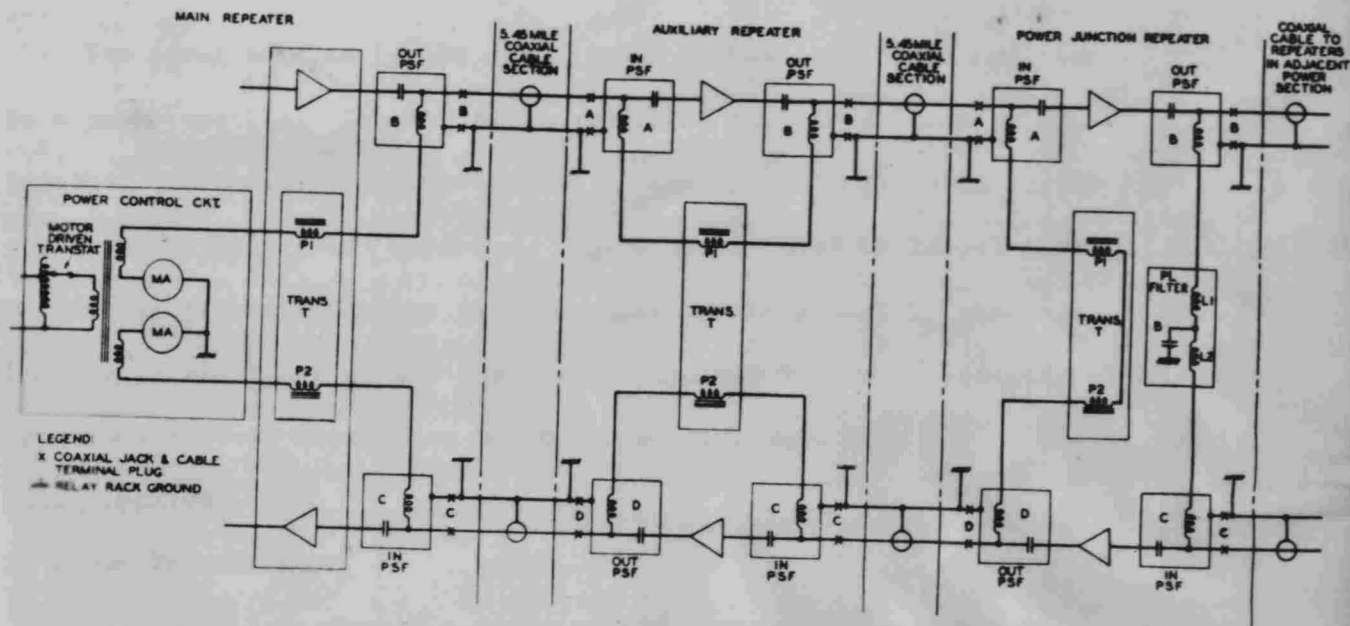 MAIN REPEATER
OUT
PSF
B
B
5.45 MILE
COAXIAL
CABLE
SECTION
A
AUXILIARY REPEATER
IN
PSF
A
OUT
PSF
B
B
5.45 MILE
COAXIAL
CABLE
SECTION
A
POWER JUNCTION REPEATER
IN
PSF
A
OUT
PSF
B
B
COAXIAL
CABLE TO
REPEATERS
IN ADJACENT
POWER
SECTION
POWER CONTROL CKT.
MOTOR
DRIVEN
TRANSTAT
MA
MA
P1
TRANS.
T
P2
P1
TRANS.
T
P2
P1
TRANS.
T
P2
PL
FILTER
L1
B
L2
LEGEND:
X COAXIAL JACK & CABLE
TERMINAL PLUG
RELAY RACK GROUND
C
C
IN
PSF
D
D
OUT
PSF
C
C
IN
PSF
D
D
OUT
PSF
C
C
IN
PSF